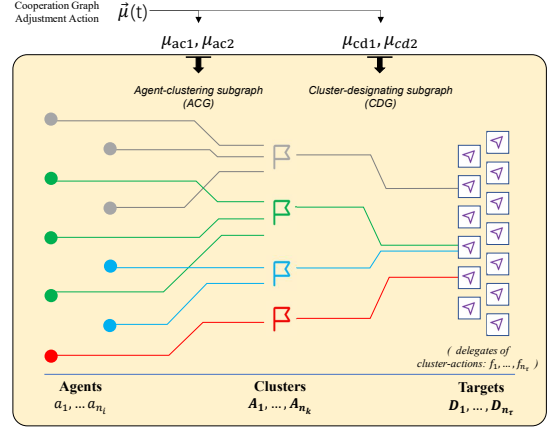 Cooperation Graph
Adjustment Action
μ⃗(t)
μac1, μac2
μcd1, μcd2
Agent-clustering subgraph
(ACG)
Cluster-designating subgraph
(CDG)
( delegates of
cluster-actions: f1, ..., fnτ )
Agents
a1, ... ani
Clusters
A1, ..., Ank
Targets
D1, ..., Dnτ